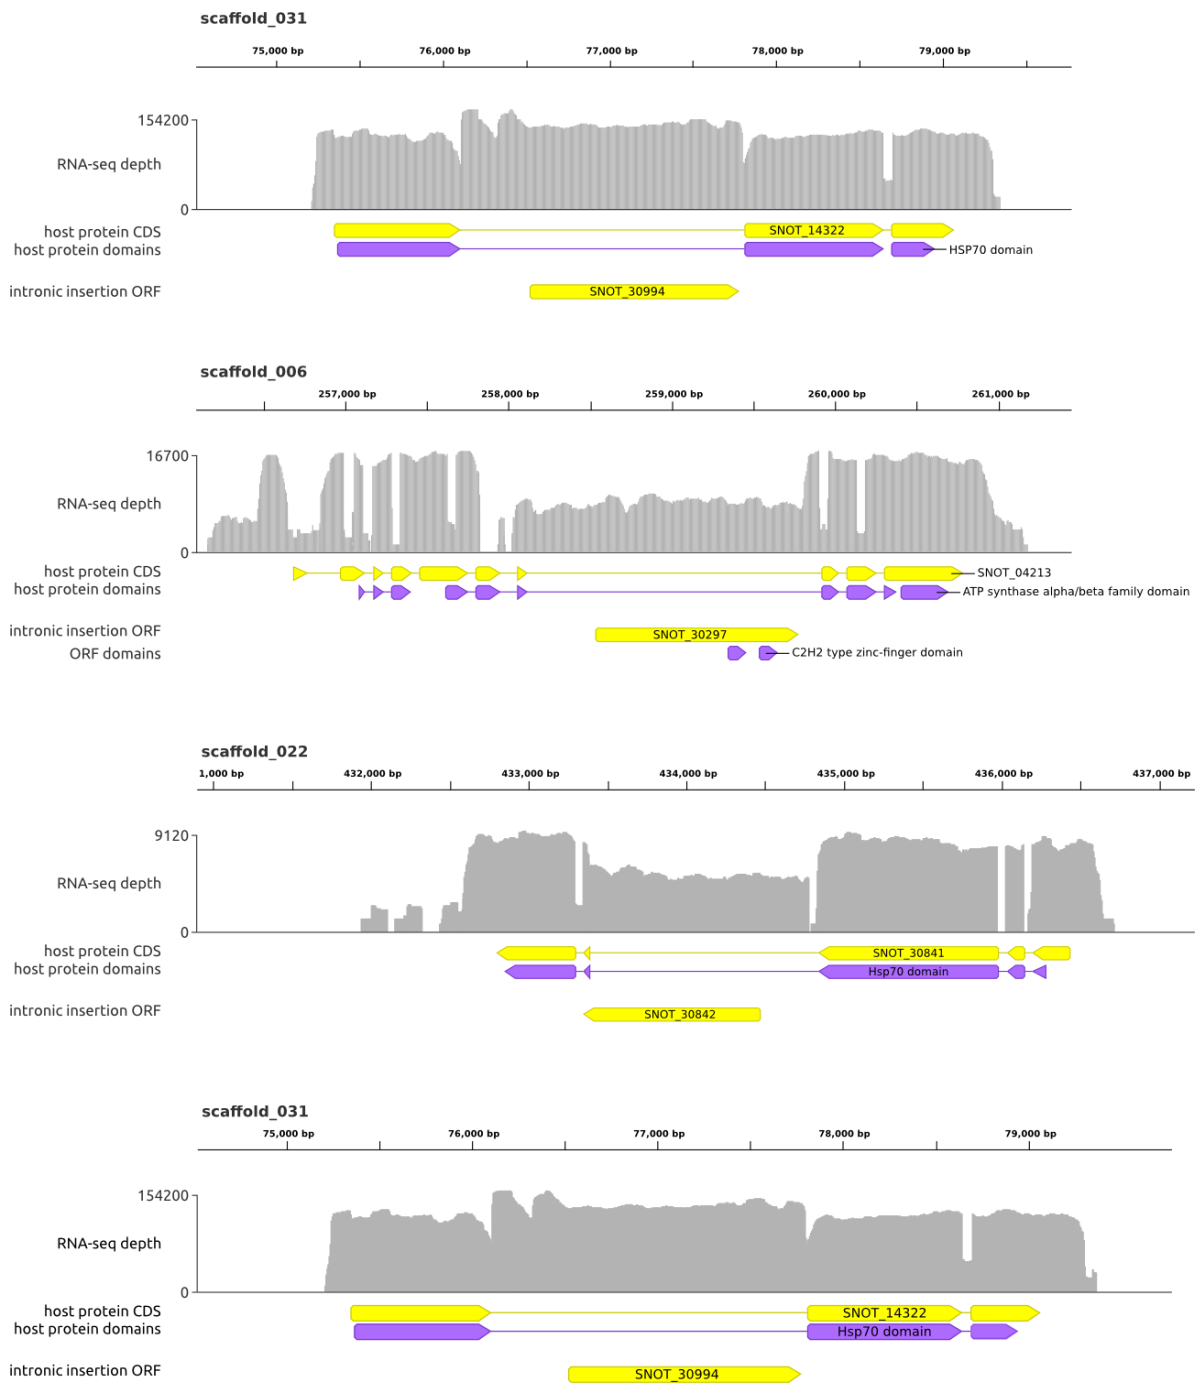 scaffold_031
75,000 bp 76,000 bp 77,000 bp 78,000 bp 79,000 bp
154200
RNA-seq depth
0
host protein CDS SNOT_14322
host protein domains HSP70 domain
intronic insertion ORF SNOT_30994
scaffold_006
257,000 bp 258,000 bp 259,000 bp 260,000 bp 261,000 bp
16700
RNA-seq depth
0
host protein CDS SNOT_04213
host protein domains ATP synthase alpha/beta family domain
intronic insertion ORF SNOT_30297
ORF domains C2H2 type zinc-finger domain
scaffold_022
1,000 bp 432,000 bp 433,000 bp 434,000 bp 435,000 bp 436,000 bp 437,000 bp
9120
RNA-seq depth
0
host protein CDS SNOT_30841
host protein domains Hsp70 domain
intronic insertion ORF SNOT_30842
scaffold_031
75,000 bp 76,000 bp 77,000 bp 78,000 bp 79,000 bp
154200
RNA-seq depth
0
host protein CDS SNOT_14322
host protein domains Hsp70 domain
intronic insertion ORF SNOT_30994